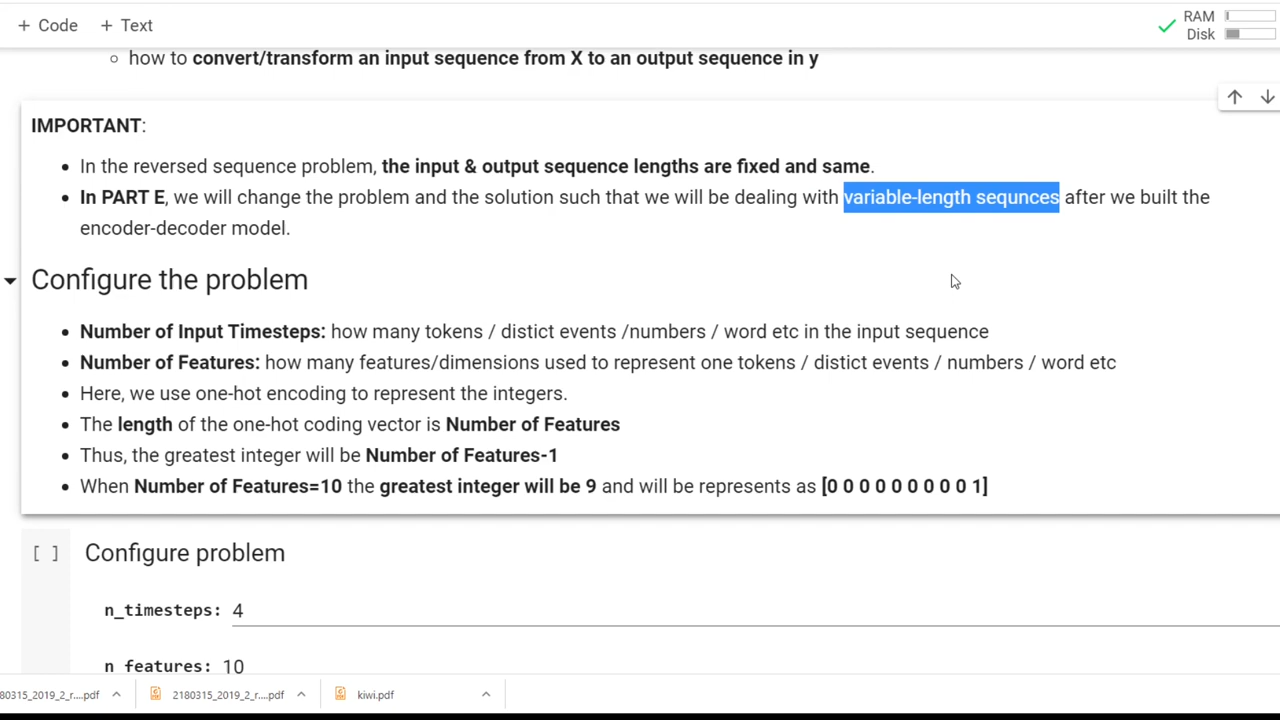 + Code + Text
RAM
Disk
how to convert/transform an input sequence from X to an output sequence in y
IMPORTANT:
In the reversed sequence problem, the input & output sequence lengths are fixed and same.
In PART E, we will change the problem and the solution such that we will be dealing with variable-length sequnces after we built the
encoder-decoder model.
Configure the problem
Number of Input Timesteps: how many tokens / distict events /numbers / word etc in the input sequence
Number of Features: how many features/dimensions used to represent one tokens / distict events / numbers / word etc
Here, we use one-hot encoding to represent the integers.
The length of the one-hot coding vector is Number of Features
Thus, the greatest integer will be Number of Features-1
When Number of Features=10 the greatest integer will be 9 and will be represents as [0 0 0 0 0 0 0 0 0 1]
[ ] Configure problem
n_timesteps: 4
n_features: 10
80315_2019_2_r....pdf 2180315_2019_2_r....pdf kiwi.pdf